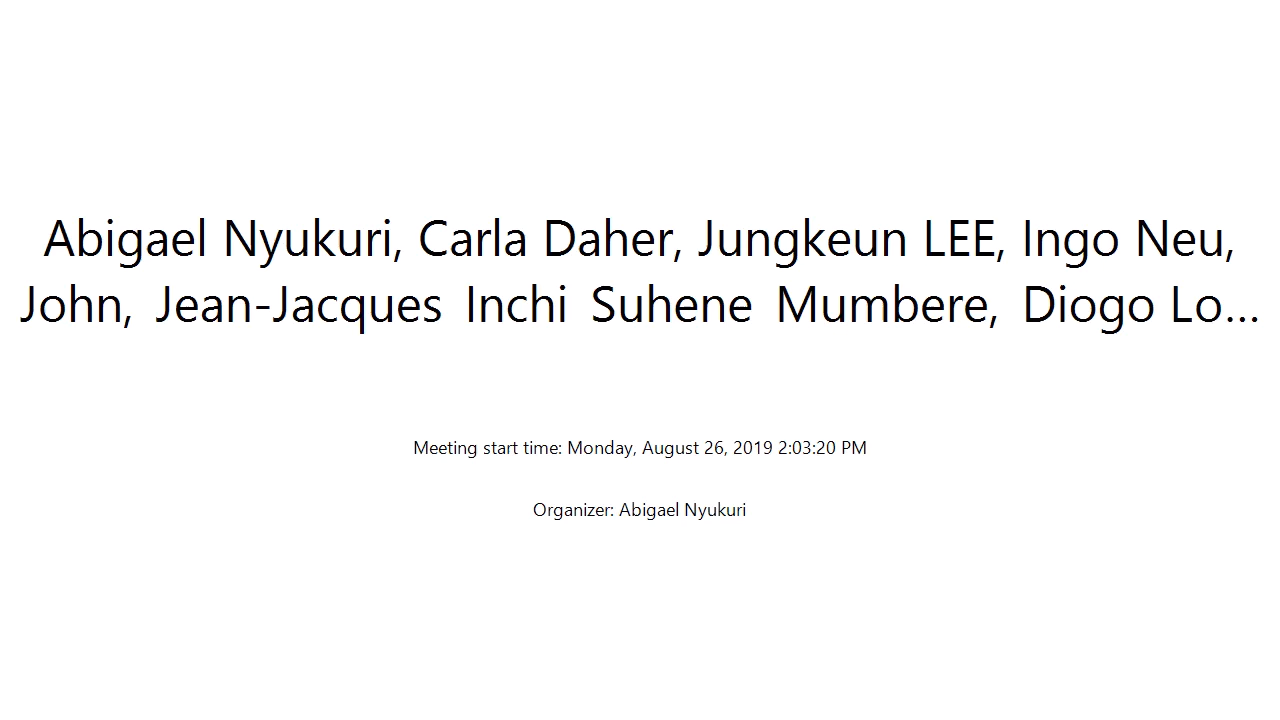 Abigael Nyukuri, Carla Daher, Jungkeun LEE, Ingo Neu,
John, Jean-Jacques Inchi Suhene Mumbere, Diogo Lo...
Meeting start time: Monday, August 26, 2019 2:03:20 PM
Organizer: Abigael Nyukuri